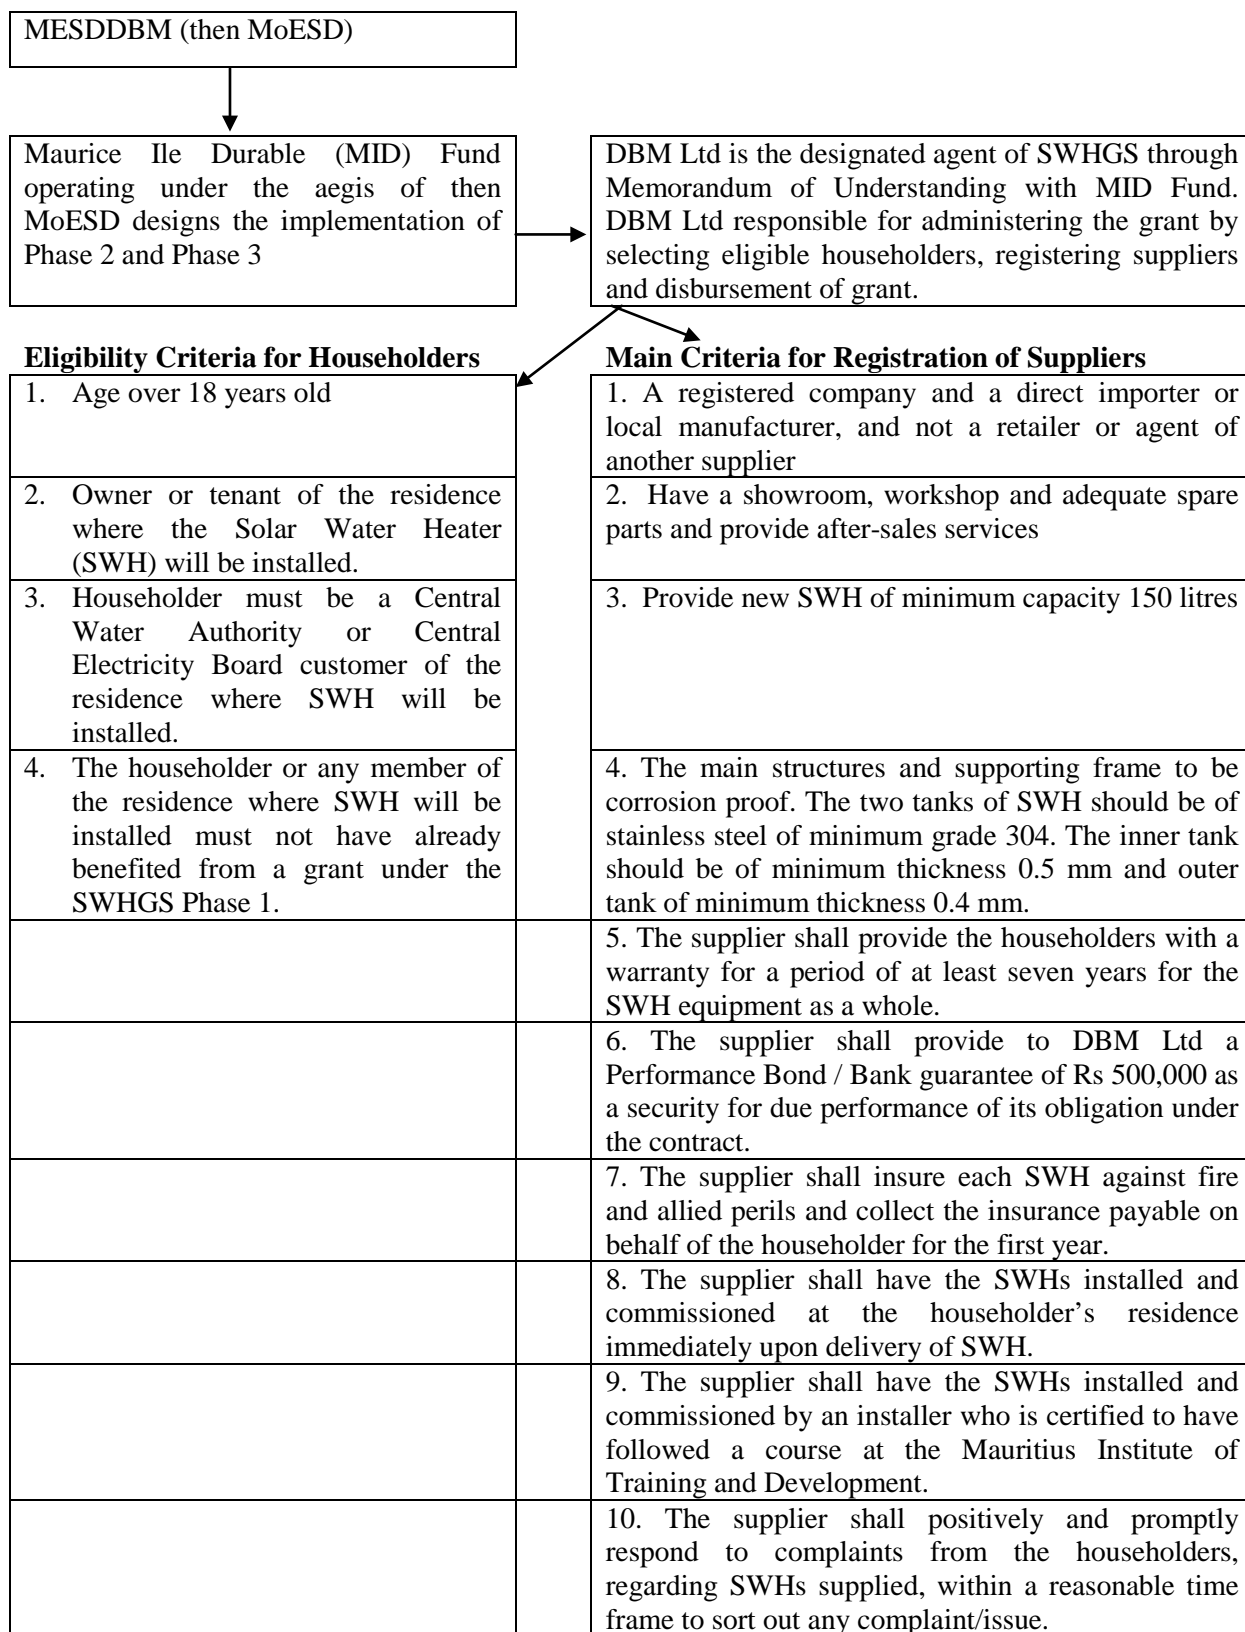 MESDDBM (then MoESD)
Maurice Ile Durable (MID) Fund
operating under the aegis of then
MoESD designs the implementation of
Phase 2 and Phase 3
DBM Ltd is the designated agent of SWHGS through
Memorandum of Understanding with MID Fund.
DBM Ltd responsible for administering the grant by
selecting eligible householders, registering suppliers
and disbursement of grant.
Eligibility Criteria for Householders
1. Age over 18 years old
2. Owner or tenant of the residence
where the Solar Water Heater
(SWH) will be installed.
3. Householder must be a Central
Water Authority or Central
Electricity Board customer of the
residence where SWH will be
installed.
4. The householder or any member of
the residence where SWH will be
installed must not have already
benefited from a grant under the
SWHGS Phase 1.
Main Criteria for Registration of Suppliers
1. A registered company and a direct importer or
local manufacturer, and not a retailer or agent of
another supplier
2. Have a showroom, workshop and adequate spare
parts and provide after-sales services
3. Provide new SWH of minimum capacity 150 litres
4. The main structures and supporting frame to be
corrosion proof. The two tanks of SWH should be of
stainless steel of minimum grade 304. The inner tank
should be of minimum thickness 0.5 mm and outer
tank of minimum thickness 0.4 mm.
5. The supplier shall provide the householders with a
warranty for a period of at least seven years for the
SWH equipment as a whole.
6. The supplier shall provide to DBM Ltd a
Performance Bond / Bank guarantee of Rs 500,000 as
a security for due performance of its obligation under
the contract.
7. The supplier shall insure each SWH against fire
and allied perils and collect the insurance payable on
behalf of the householder for the first year.
8. The supplier shall have the SWHs installed and
commissioned at the householder’s residence
immediately upon delivery of SWH.
9. The supplier shall have the SWHs installed and
commissioned by an installer who is certified to have
followed a course at the Mauritius Institute of
Training and Development.
10. The supplier shall positively and promptly
respond to complaints from the householders,
regarding SWHs supplied, within a reasonable time
frame to sort out any complaint/issue.